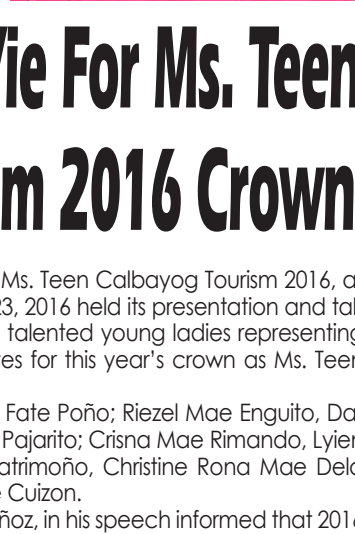 Vie For Ms. Teen
m 2016 Crown
Ms. Teen Calbayog Tourism 2016, a
23, 2016 held its presentation and tal
talented young ladies representing
es for this year's crown as Ms. Teen
Fate Poño; Riezel Mae Enguito, Da
Pajarito; Crisna Mae Rimando, Lyier
atrimoño, Christine Rona Mae Dela
Cuizon.
ñoz, in his speech informed that 2016